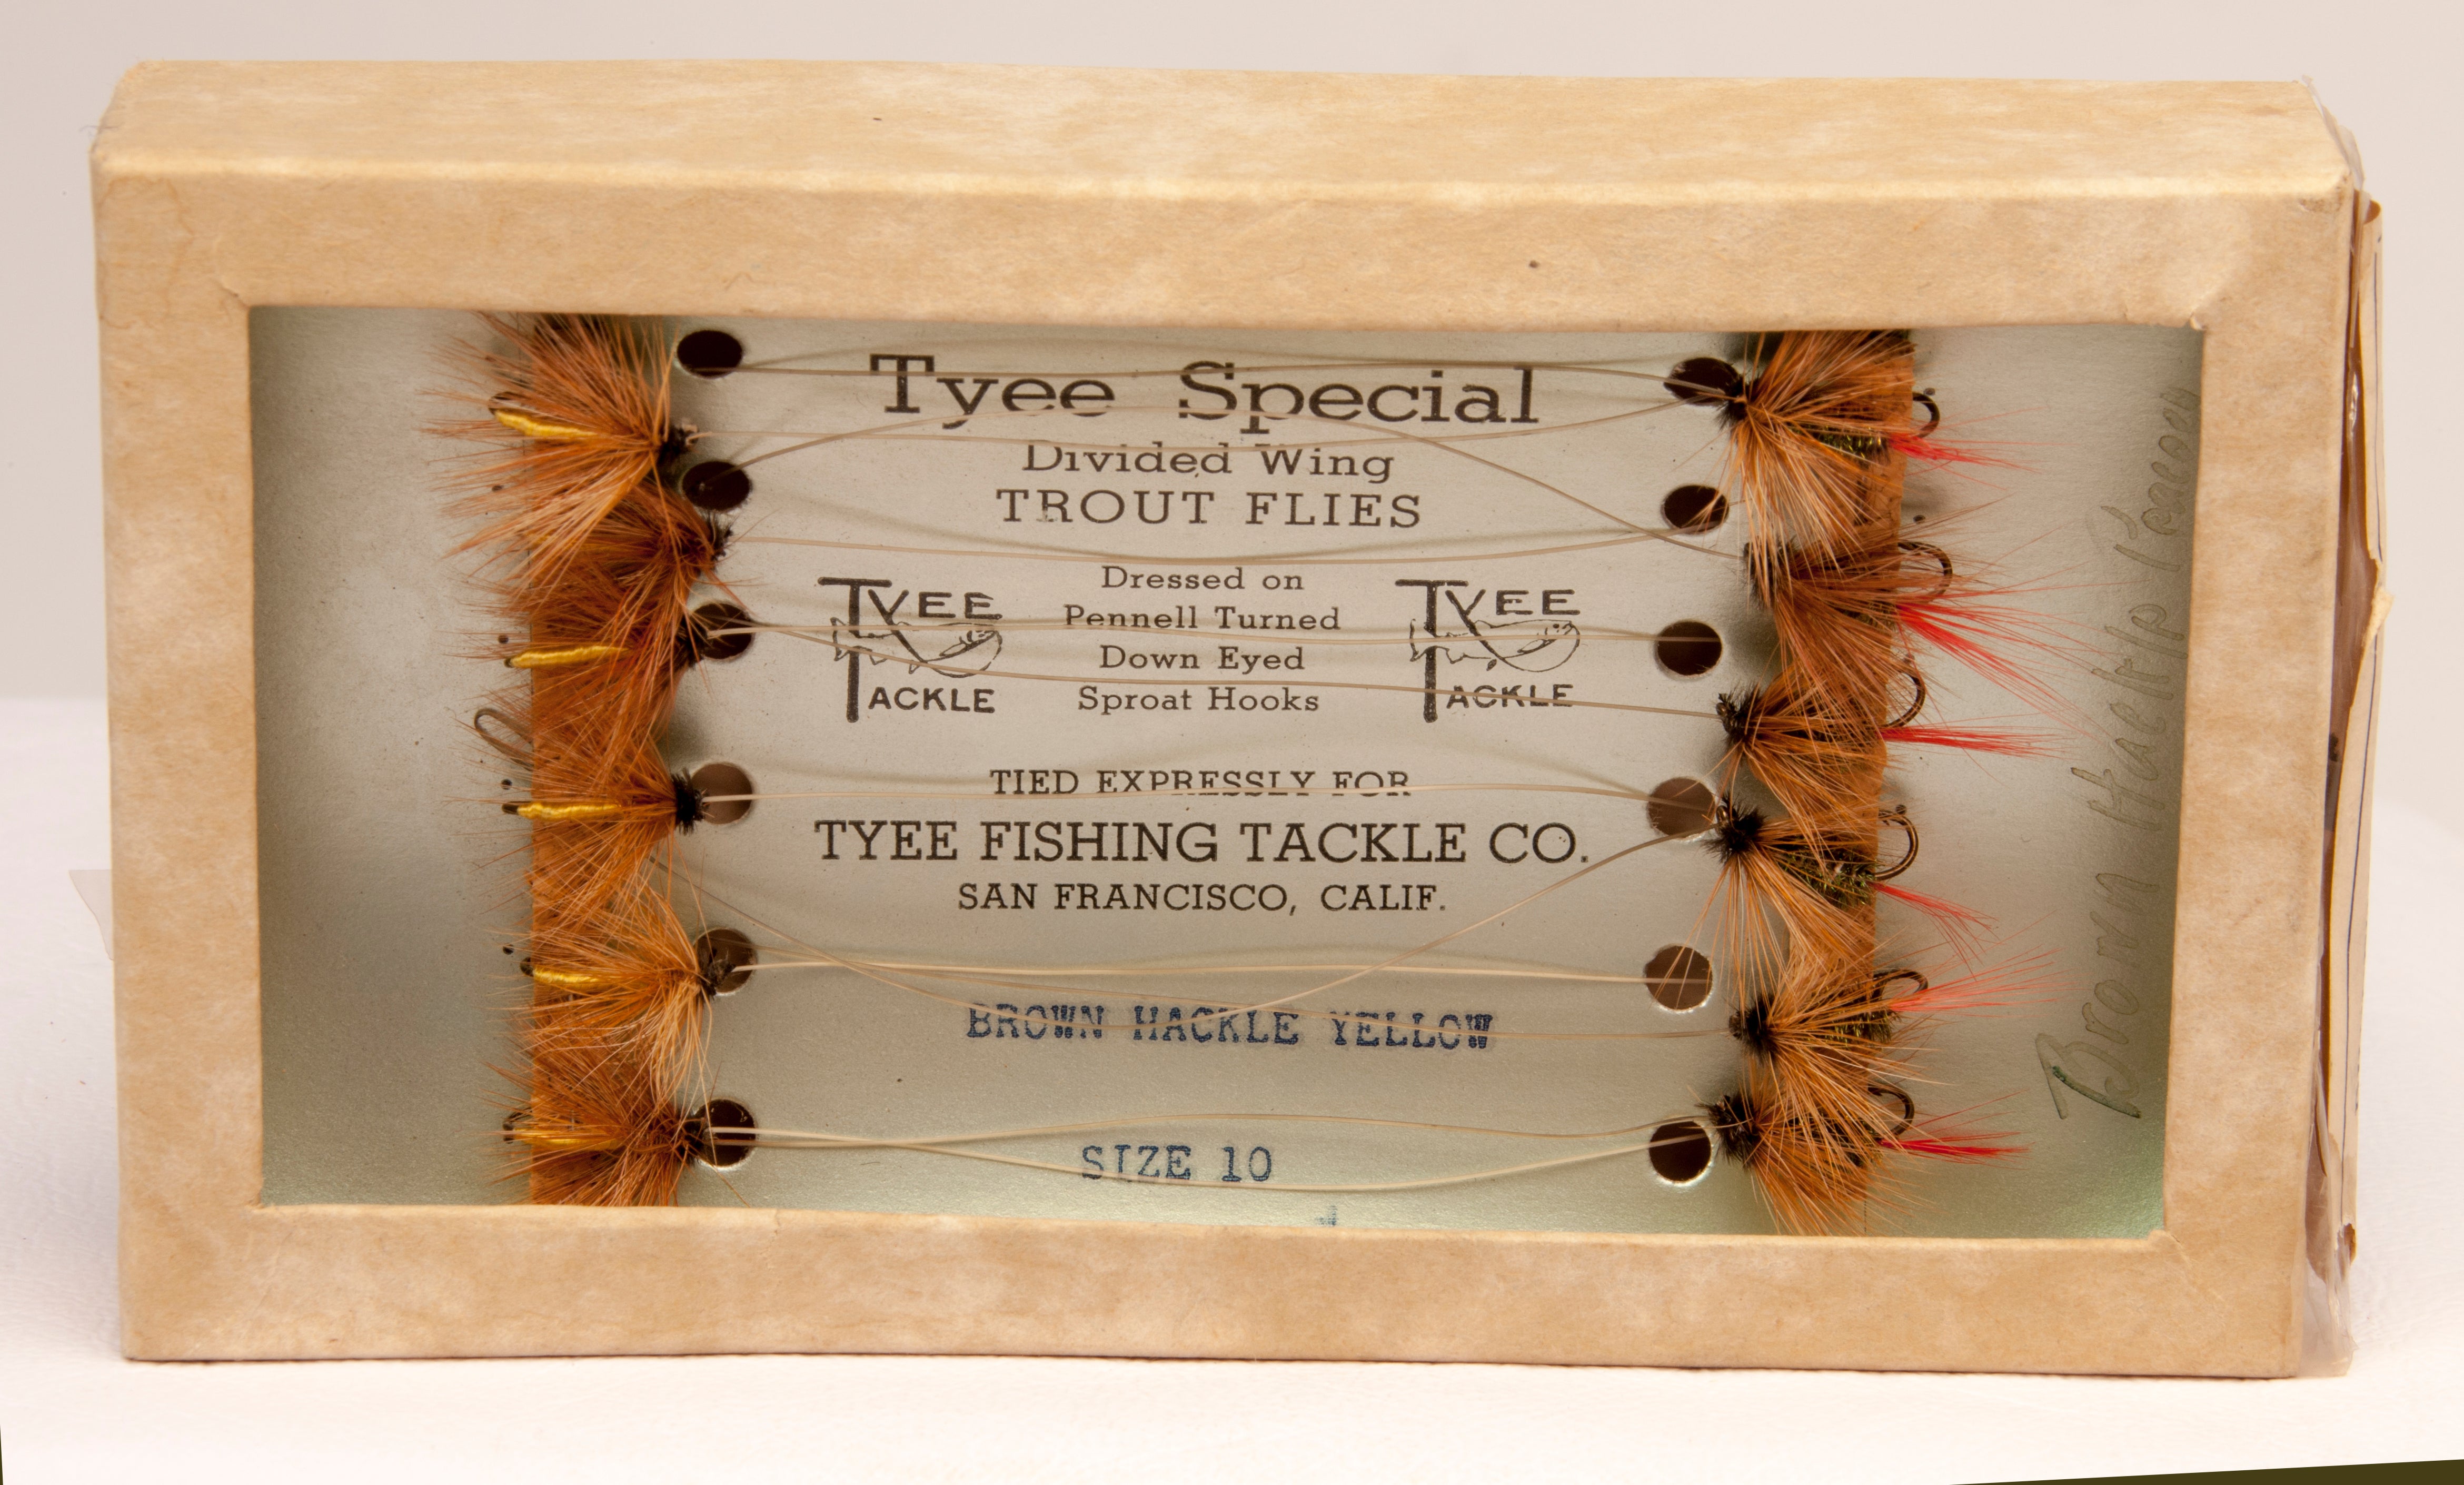 Tyee Special
Divided Wing
TROUT FLIES
Dressed on
Pennell Turned
Down Eyed
Sproat Hooks
TYEE
TACKLE
TYEE
TACKLE
TIED EXPRESSLY FOR
TYEE FISHING TACKLE CO.
SAN FRANCISCO, CALIF.
BROWN HACKLE YELLOW
SIZE 10
Brown Hackle